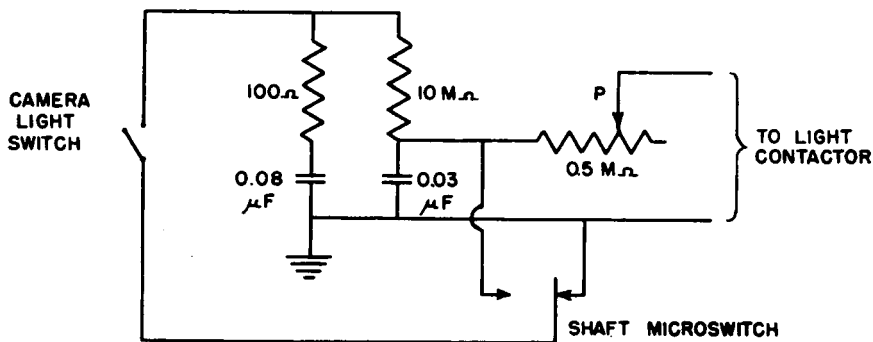 CAMERA
LIGHT
SWITCH
100Ω
10 MΩ
P
0.5 MΩ
TO LIGHT
CONTACTOR
0.08
μF
0.03
μF
SHAFT MICROSWITCH